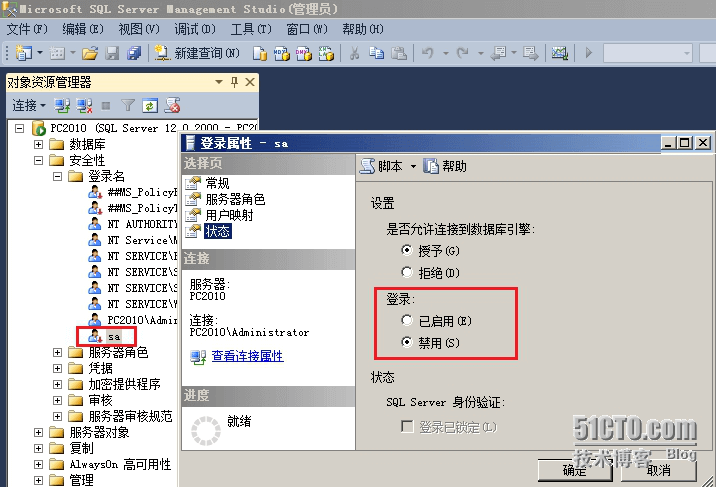 Microsoft SQL Server Management Studio(管理员)
文件(F) 编辑(E) 视图(V) 调试(D) 工具(T) 窗口(W) 帮助(H)
新建查询(N)
对象资源管理器
连接
PC2010 (SQL Server 12.0.2000 - PC20
数据库
安全性
登录名
##MS_PolicyE
##MS_PolicyT
NT AUTHORITY
NT Service\M
NT SERVICE\
NT SERVICE\S
NT SERVICE\S
NT SERVICE\W
PC2010\Admin
sa
服务器角色
凭据
加密提供程序
审核
服务器审核规范
服务器对象
复制
AlwaysOn 高可用性
管理
登录属性 - sa
选择页
常规
服务器角色
用户映射
状态
连接
服务器:
PC2010
连接:
PC2010\Administrator
查看连接属性
进度
就绪
脚本 帮助
设置
是否允许连接到数据库引擎:
授予(G)
拒绝(D)
登录:
已启用(E)
禁用(S)
状态
SQL Server 身份验证:
登录已锁定(L)
确定 取消
51CTO.com
技术博客 Blog